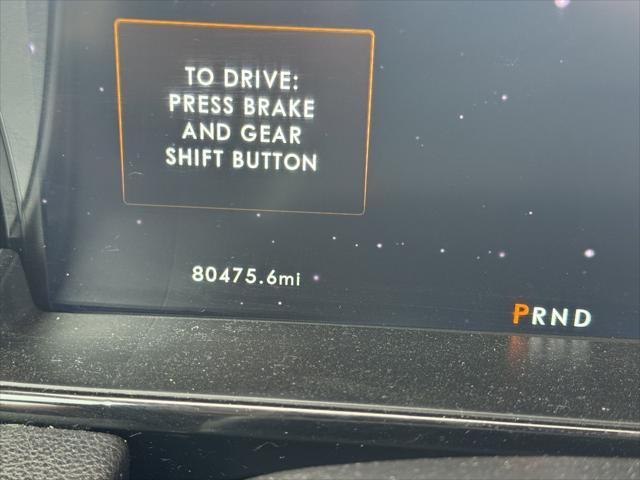 TO DRIVE:
PRESS BRAKE
AND GEAR
SHIFT BUTTON
80475.6mi
PRND